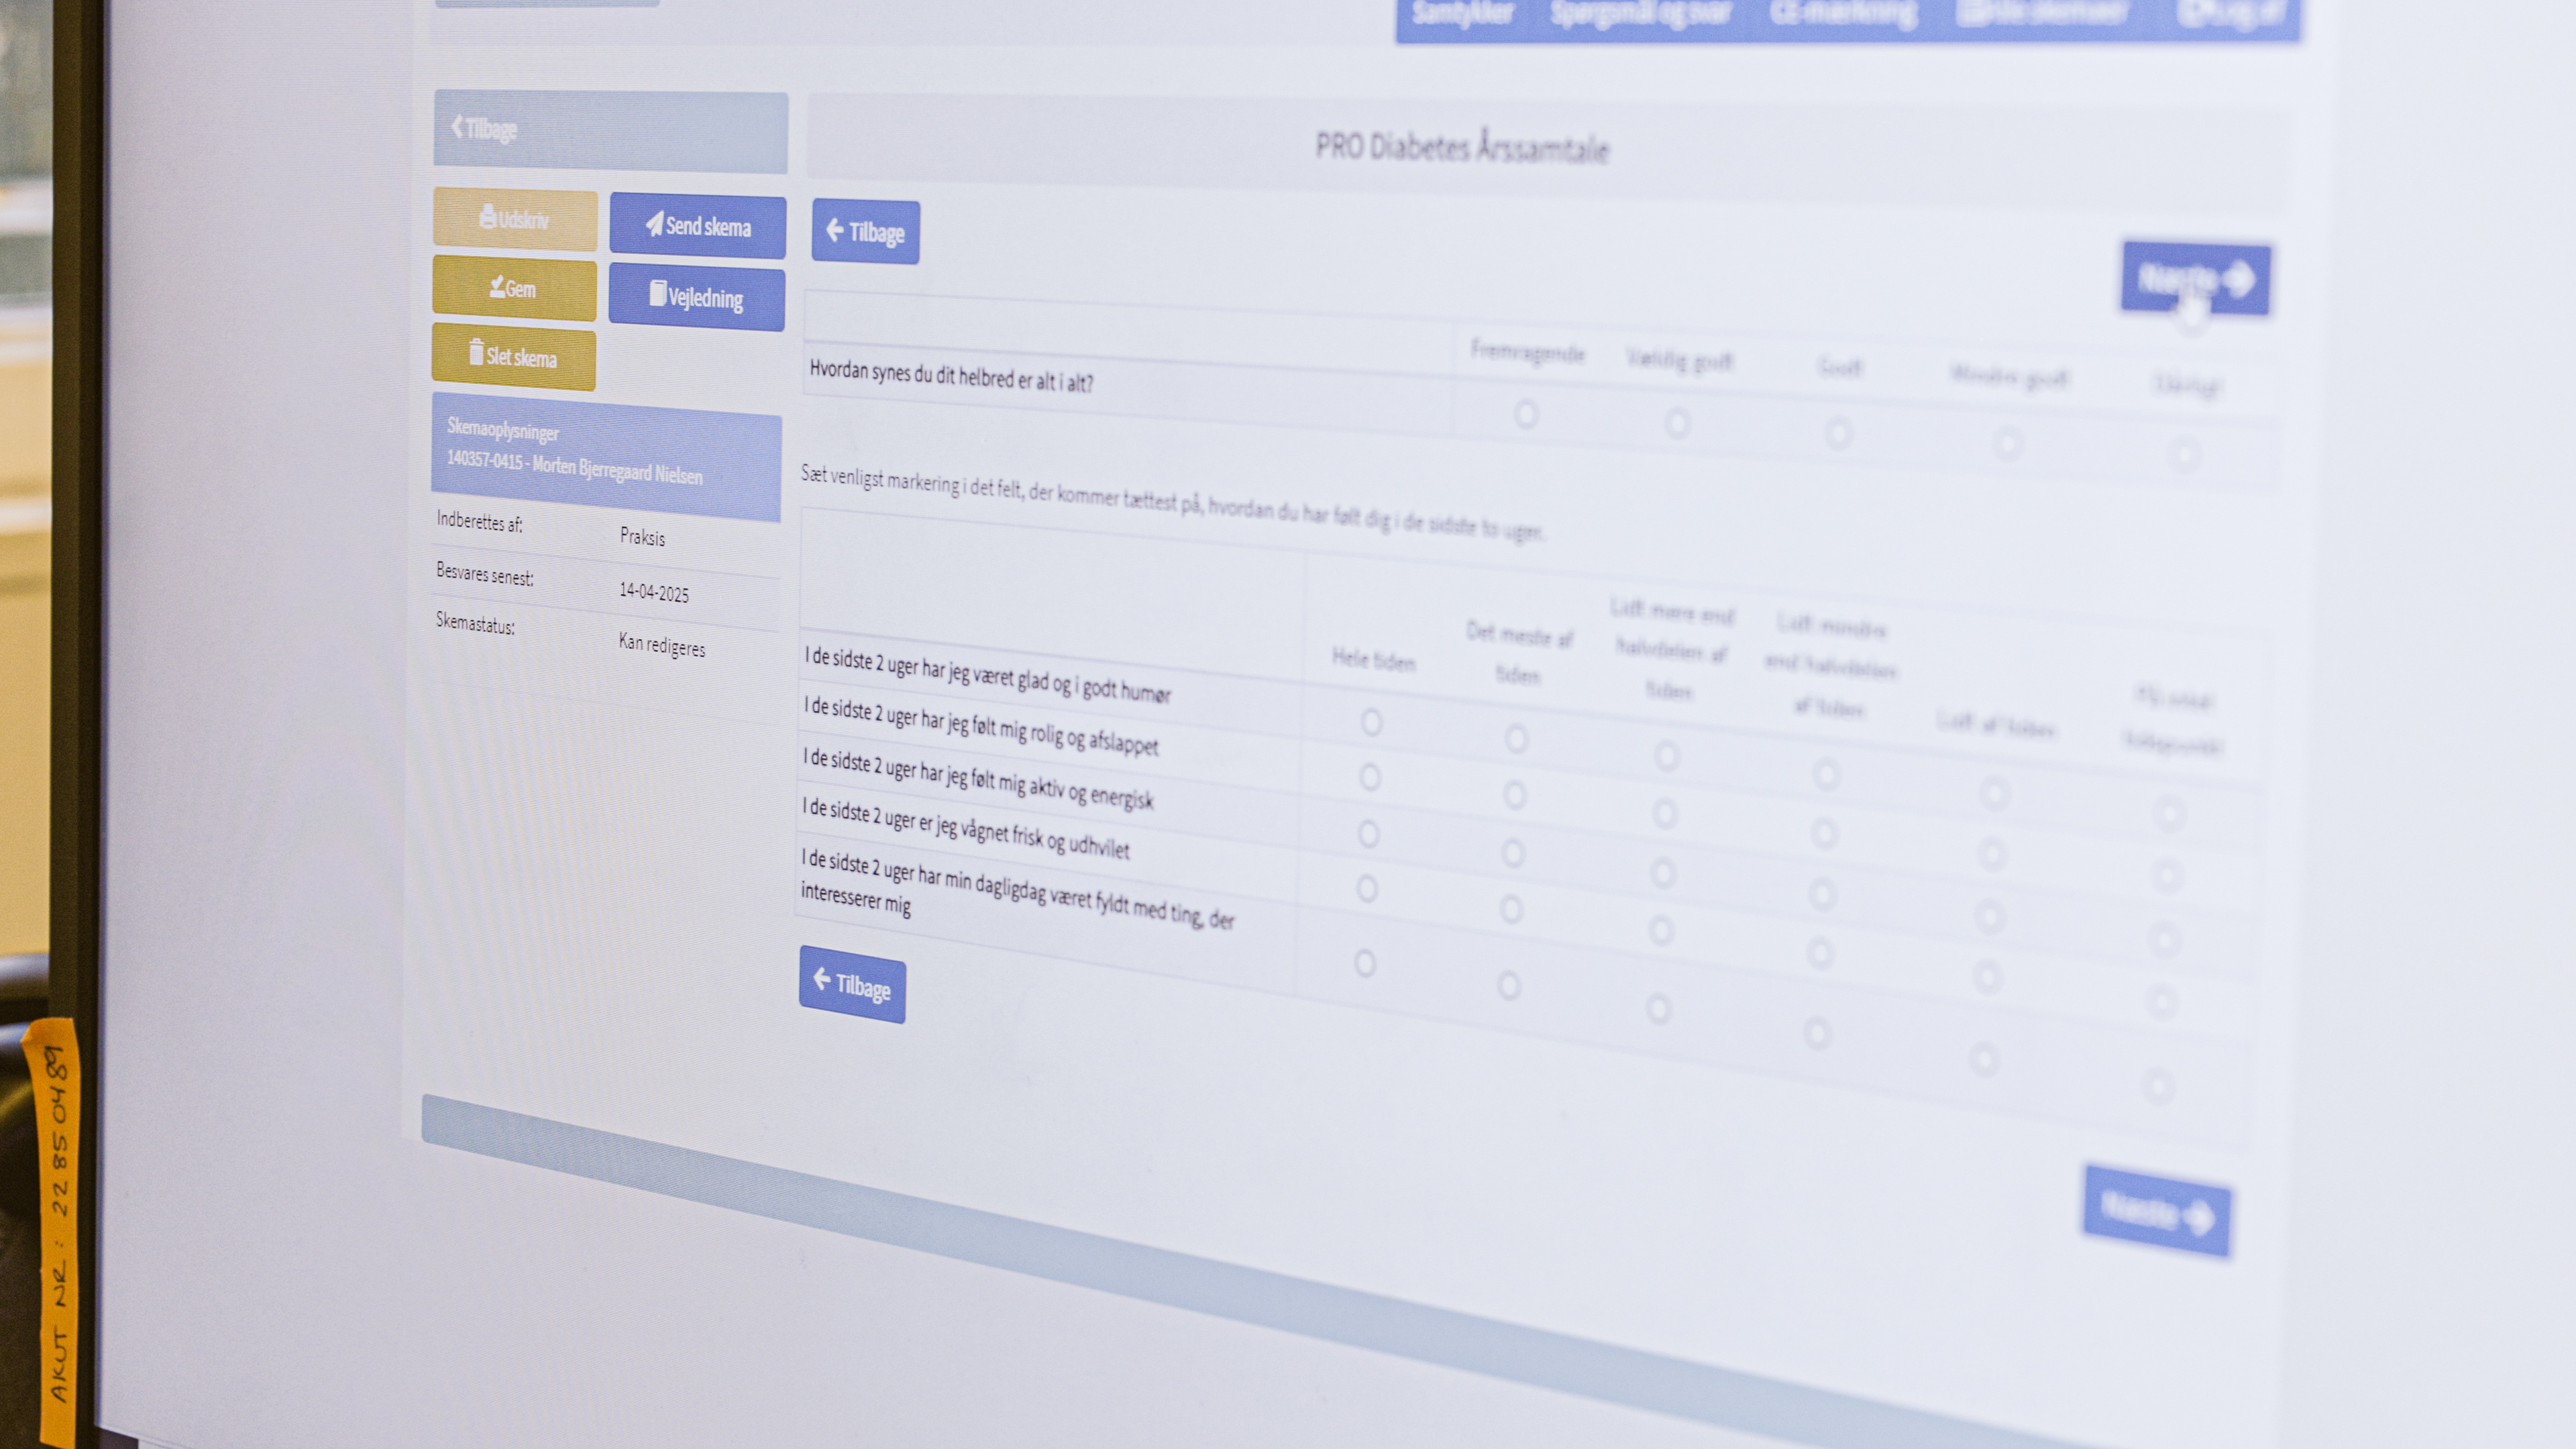 Samtykker Spørgsmål og svar CE-mærkning Log af
Tilbage
PRO Diabetes Årssamtale
Udskriv Send skema
Gem Vejledning
Slet skema
Tilbage
Næste
Skemaoplysninger
140357-0415 - Morten Bjerregaard Nielsen
Indberettes af: Praksis
Besvares senest: 14-04-2025
Skemastatus: Kan redigeres
Fremragende Vældig godt Godt Mindre godt Dårligt
Hvordan synes du dit helbred er alt i alt?
Sæt venligst markering i det felt, der kommer tættest på, hvordan du har følt dig i de sidste to uger.
Hele tiden
Det meste af
tiden
Lidt mere end
halvdelen af
tiden
Lidt mindre
end halvdelen
af tiden
Lidt af tiden
På intet
tidspunkt
I de sidste 2 uger har jeg været glad og i godt humør
I de sidste 2 uger har jeg følt mig rolig og afslappet
I de sidste 2 uger har jeg følt mig aktiv og energisk
I de sidste 2 uger er jeg vågnet frisk og udhvilet
I de sidste 2 uger har min dagligdag været fyldt med ting, der
interesserer mig
Tilbage
Næste
AKUT NR: 22850489